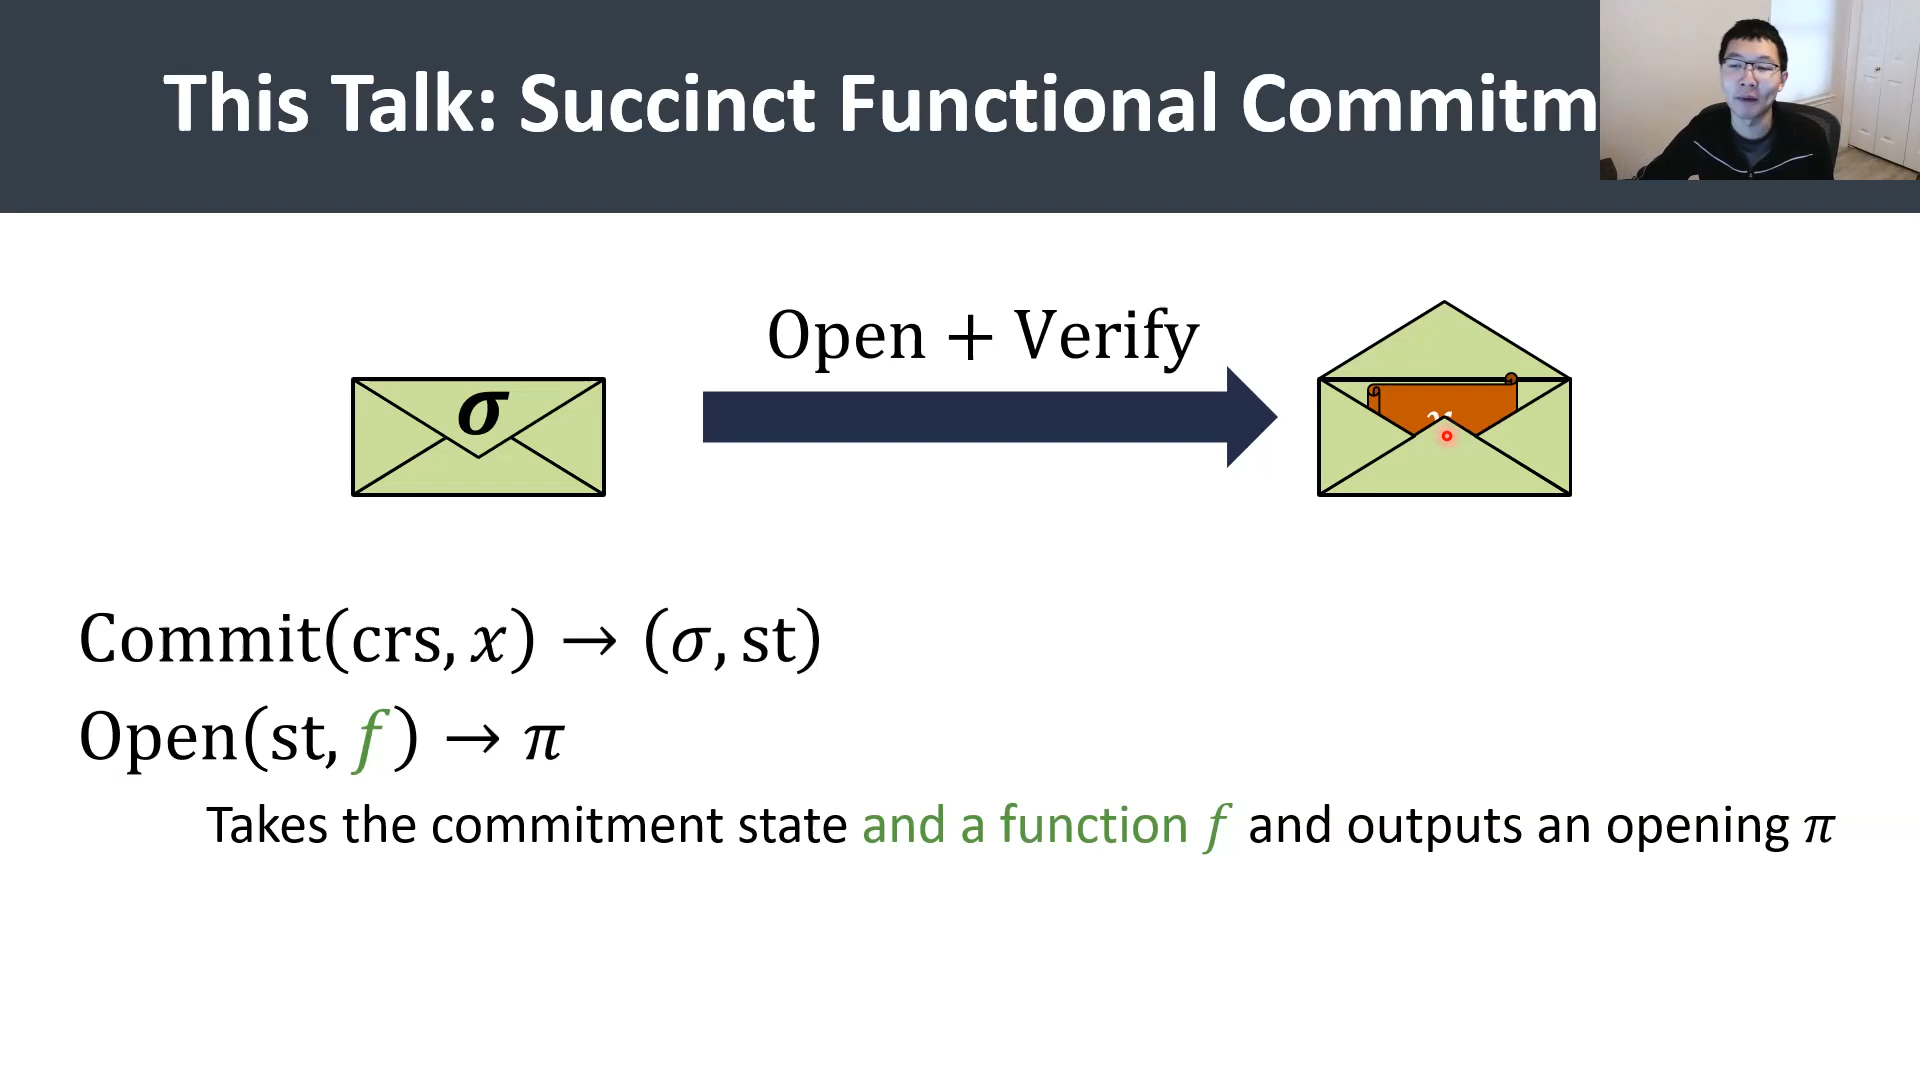 This Talk: Succinct Functional Commitm
Open + Verify
σ
Commit(crs, x) → (σ, st)
Open(st, f) → π
Takes the commitment state and a function f and outputs an opening π